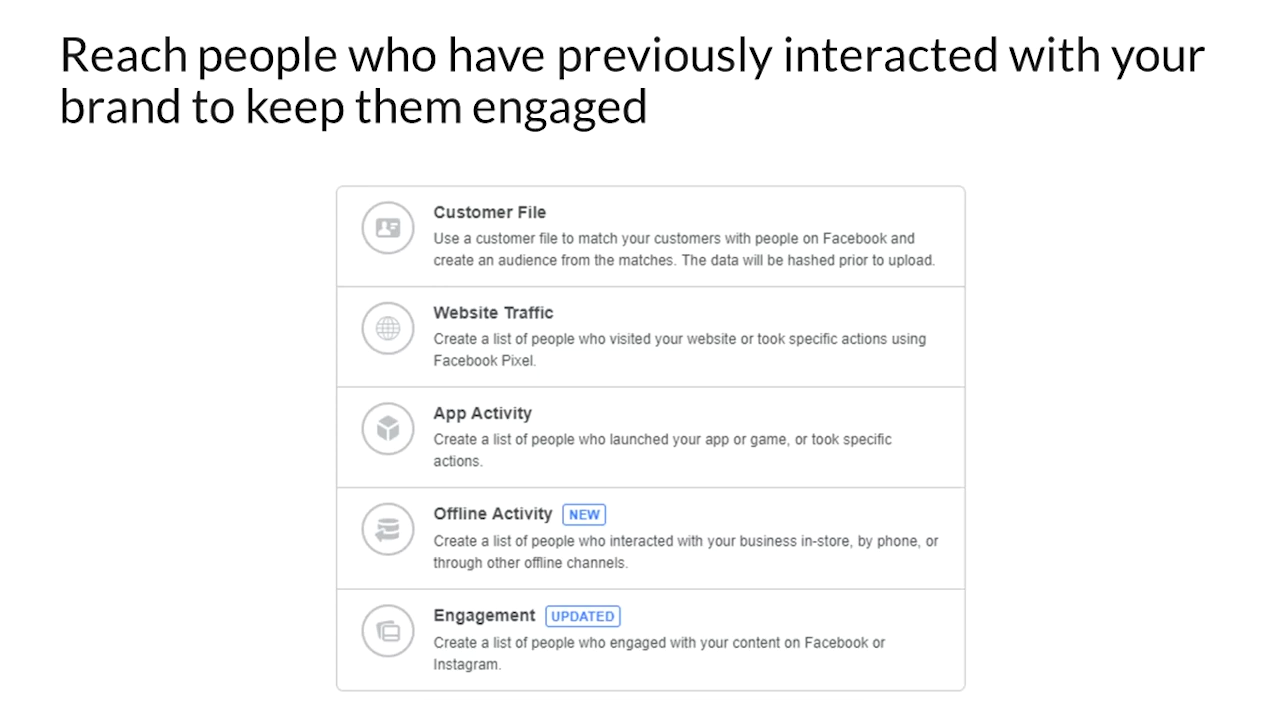 Reach people who have previously interacted with your
brand to keep them engaged
Customer File
Use a customer file to match your customers with people on Facebook and
create an audience from the matches. The data will be hashed prior to upload.
Website Traffic
Create a list of people who visited your website or took specific actions using
Facebook Pixel.
App Activity
Create a list of people who launched your app or game, or took specific
actions.
Offline Activity NEW
Create a list of people who interacted with your business in-store, by phone, or
through other offline channels.
Engagement UPDATED
Create a list of people who engaged with your content on Facebook or
Instagram.